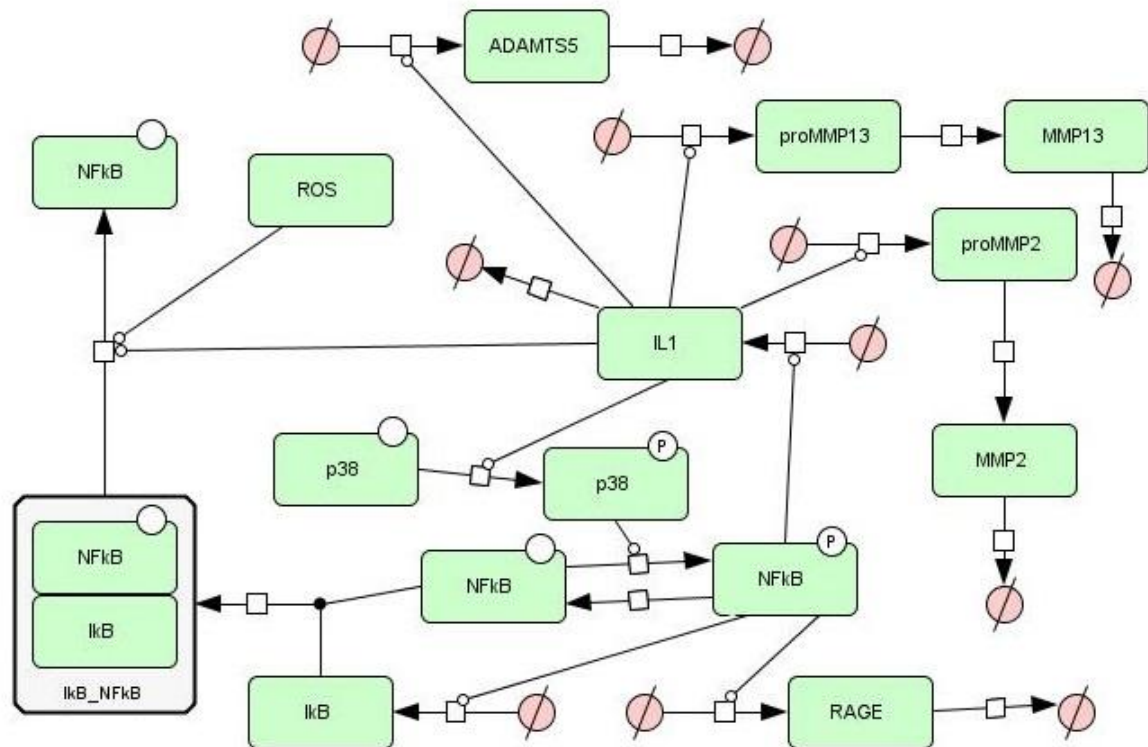 ADAMTS5
proMMP13
MMP13
NFkB
ROS
proMMP2
IL1
p38
P
p38
MMP2
NFkB
NFkB
P
NFkB
IkB
IkB_NFkB
IkB
RAGE